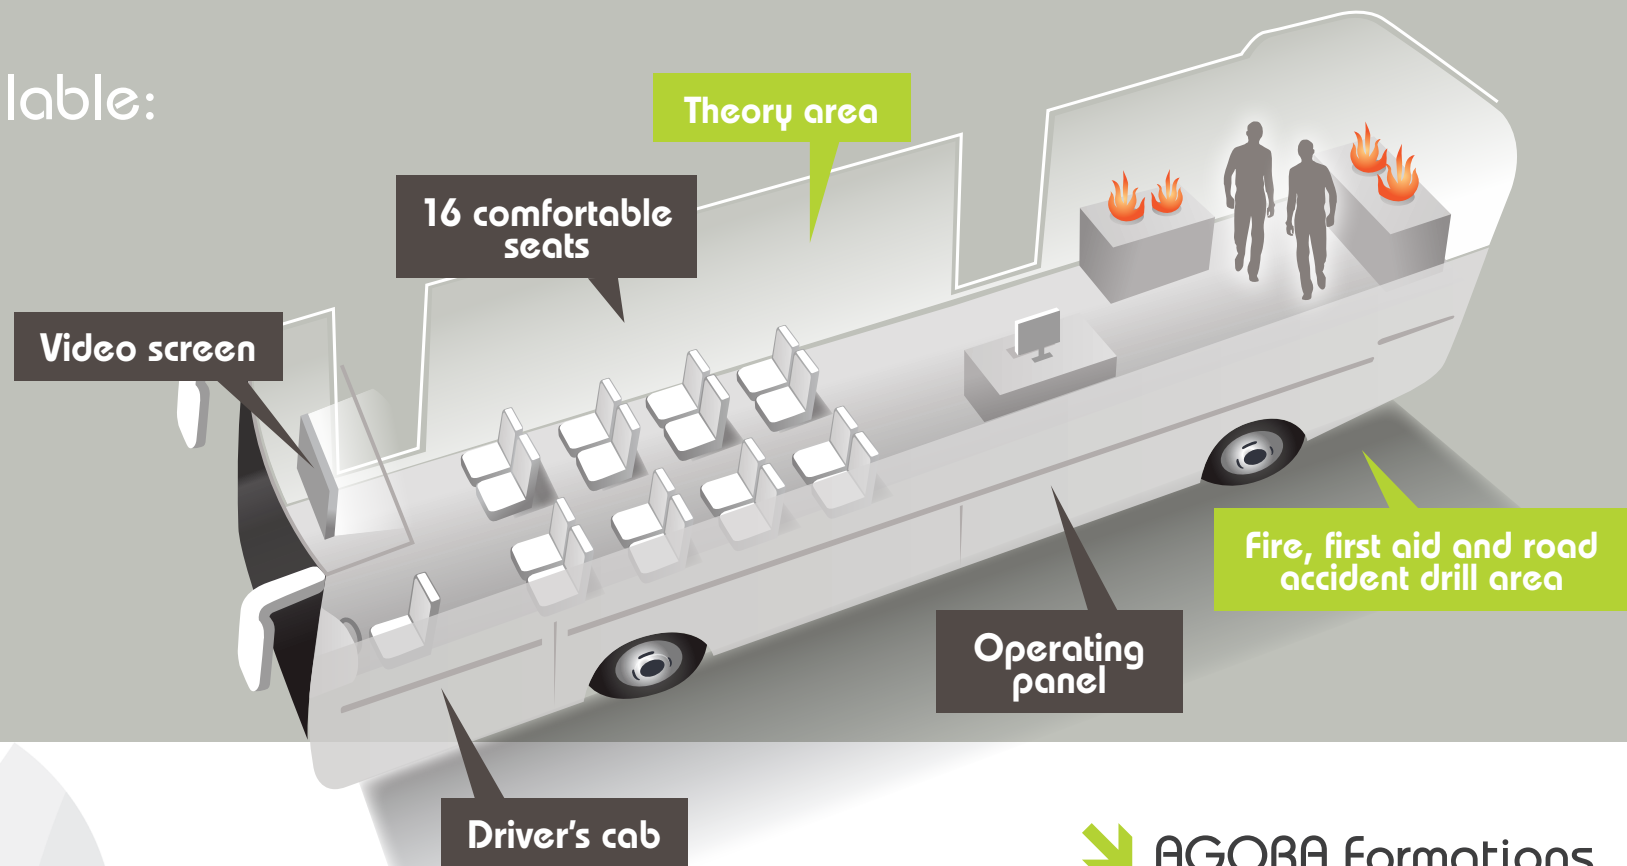 lable:
Theory area
16 comfortable
seats
Video screen
Fire, first aid and road
accident drill area
Operating
panel
Driver's cab
AGORA Formations